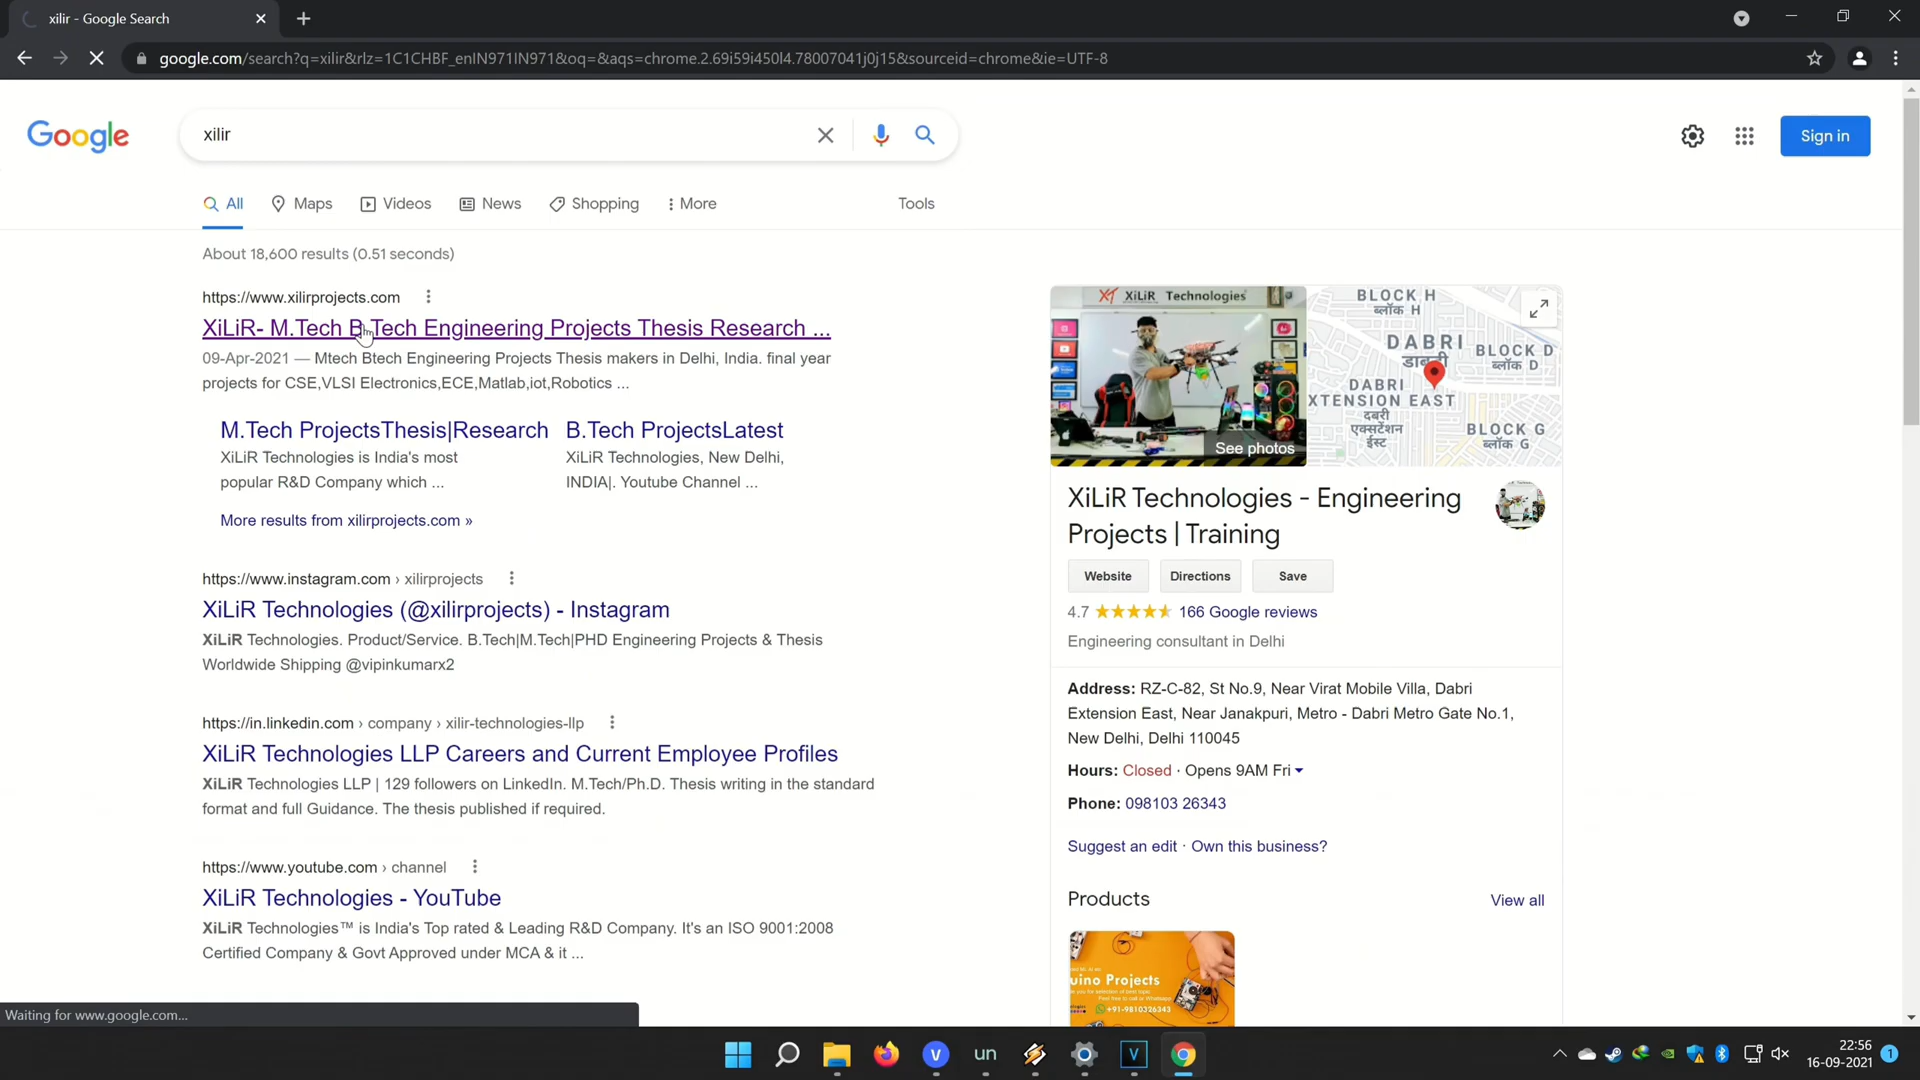 xilir - Google Search
google.com/search?q=xilir&rlz=1C1CHBF_enIN971IN971&oq=&aqs=chrome.2.69i59i450l4.78007041j0j15&sourceid=chrome&ie=UTF-8
Google
xilir
Sign in
All
Maps
Videos
News
Shopping
More
Tools
About 18,600 results (0.51 seconds)
https://www.xilirprojects.com
XiLiR- M.Tech B.Tech Engineering Projects Thesis Research ...
09-Apr-2021 — Mtech Btech Engineering Projects Thesis makers in Delhi, India. final year
projects for CSE,VLSI Electronics,ECE,Matlab,iot,Robotics ...
M.Tech ProjectsThesis|Research
XiLiR Technologies is India's most
popular R&D Company which ...
B.Tech ProjectsLatest
XiLiR Technologies, New Delhi,
INDIA|. Youtube Channel ...
More results from xilirprojects.com »
https://www.instagram.com › xilirprojects
XiLiR Technologies (@xilirprojects) - Instagram
XiLiR Technologies. Product/Service. B.Tech|M.Tech|PHD Engineering Projects & Thesis
Worldwide Shipping @vipinkumarx2
https://in.linkedin.com › company › xilir-technologies-llp
XiLiR Technologies LLP Careers and Current Employee Profiles
XiLiR Technologies LLP | 129 followers on LinkedIn. M.Tech/Ph.D. Thesis writing in the standard
format and full Guidance. The thesis published if required.
https://www.youtube.com › channel
XiLiR Technologies - YouTube
XiLiR Technologies™ is India's Top rated & Leading R&D Company. It's an ISO 9001:2008
Certified Company & Govt Approved under MCA & it ...
XT XiLiR Technologies
See photos
BLOCK H
ब्लॉक H
DABRI
डाबड़ी
BLOCK D
ब्लॉक D
DABRI
XTENSION EAST
दबरी
एक्सटेंशन
ईस्ट
BLOCK G
ब्लॉक G
XiLiR Technologies - Engineering
Projects | Training
Website
Directions
Save
4.7
166 Google reviews
Engineering consultant in Delhi
Address: RZ-C-82, St No.9, Near Virat Mobile Villa, Dabri
Extension East, Near Janakpuri, Metro - Dabri Metro Gate No.1,
New Delhi, Delhi 110045
Hours: Closed · Opens 9AM Fri
Phone: 098103 26343
Suggest an edit · Own this business?
Products
View all
uino Projects
+91-9810326343
Waiting for www.google.com...
un
V
V
22:56
16-09-2021
1